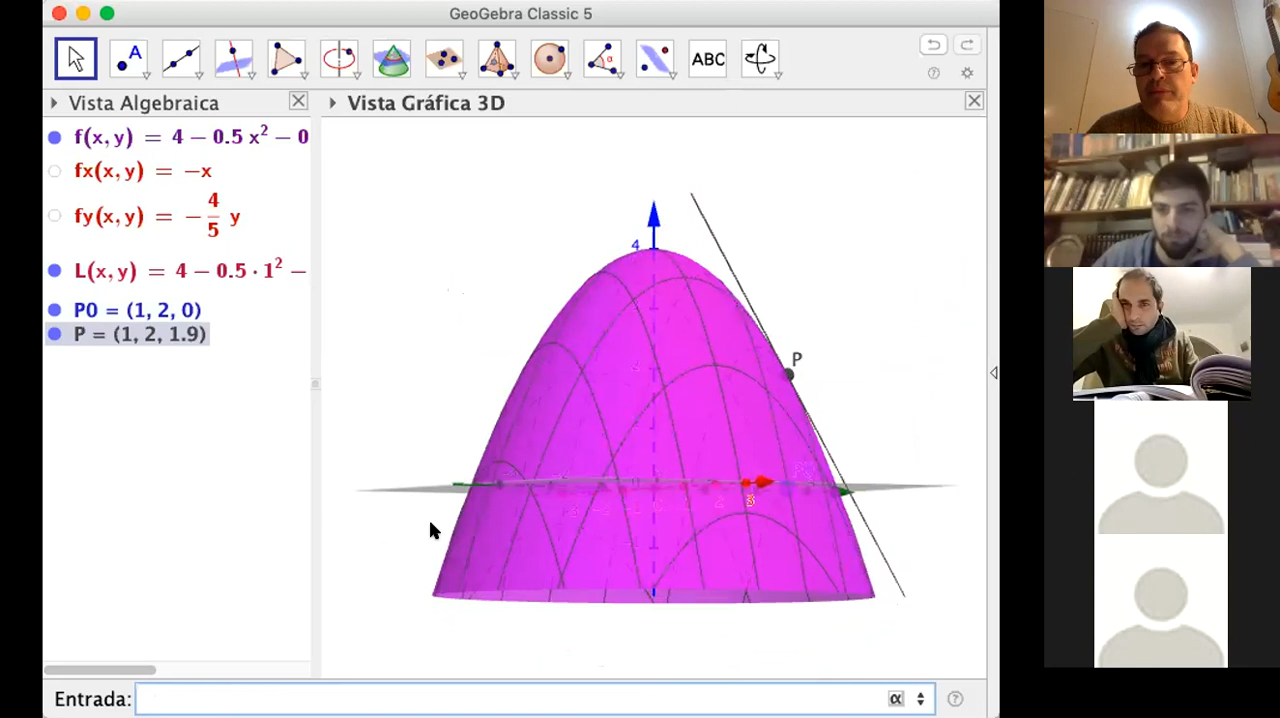 GeoGebra Classic 5
A
α
ABC
Vista Algebraica
Vista Gráfica 3D
f(x, y) = 4 − 0.5 x² − 0
fx(x, y) = −x
fy(x, y) = − 4/5 y
L(x, y) = 4 − 0.5 · 1² −
P0 = (1, 2, 0)
P = (1, 2, 1.9)
4
P
2
3
Entrada:
α